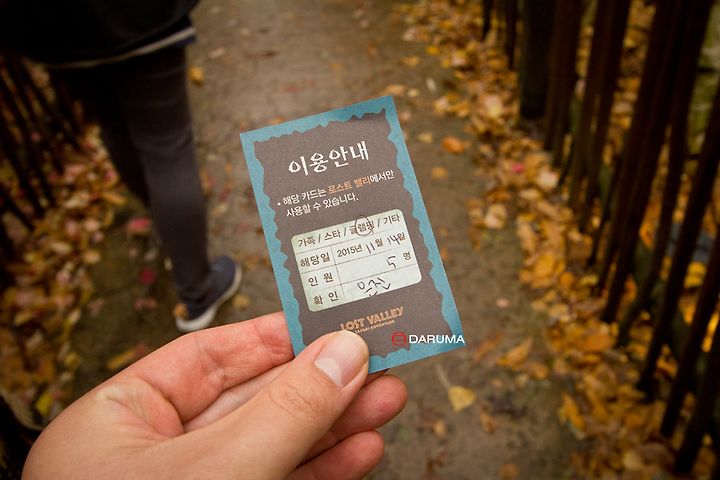 이용안내
• 해당 카드는 로스트 밸리에서만
사용할 수 있습니다.
가족 / 스타 / 글램핑 / 기타
해당일 2015년 11월 14일
인 원 5 명
확 인
LOST VALLEY
SAFARI ADVENTURE
DARUMA